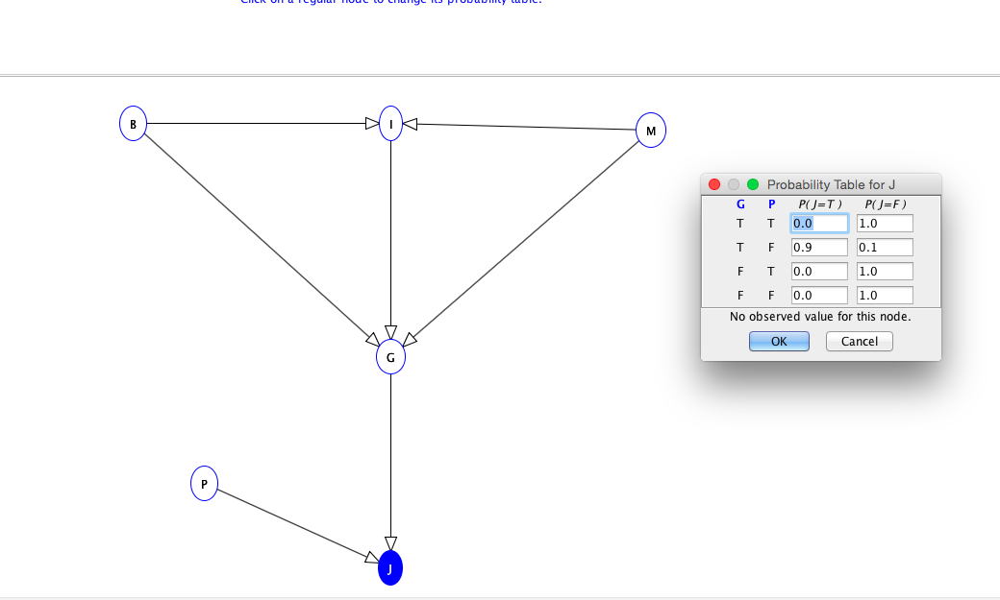 Click on a regular node to change its probability table.
B
I
M
G
P
J
Probability Table for J
G P P(J=T) P(J=F)
T T 0.0 1.0
T F 0.9 0.1
F T 0.0 1.0
F F 0.0 1.0
No observed value for this node.
OK Cancel